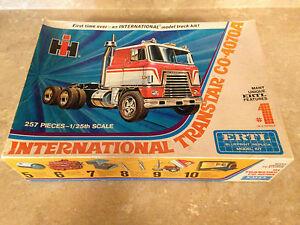 First time ever - an INTERNATIONAL model truck kit!
IH
257 PIECES-1/25th SCALE
INTERNATIONAL
TRANSTAR CO-4070A
MANY
UNIQUE
ERTL
FEATURES
#1
ERTL
BLUEPRINT REPLICA
MODEL KIT
5 6 7 8 9 10
TRANSTAR